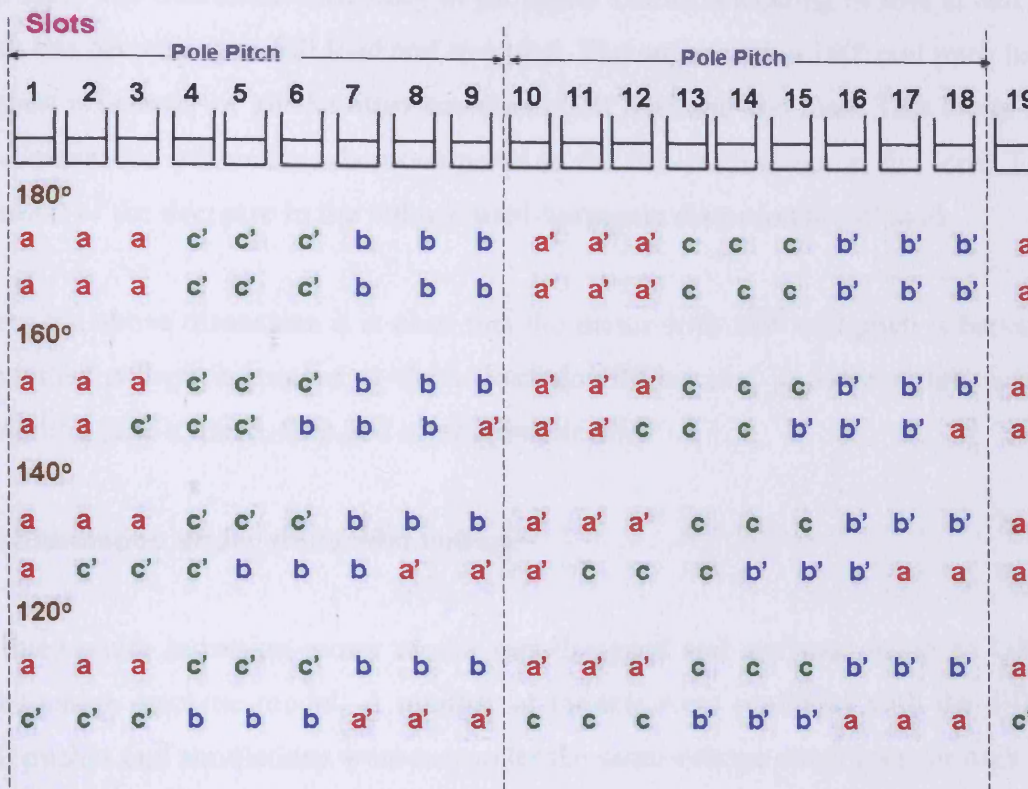 Slots
Pole Pitch Pole Pitch
1 2 3 4 5 6 7 8 9 10 11 12 13 14 15 16 17 18 19
180º
a a a c’ c’ c’ b b b a’ a’ a’ c c c b’ b’ b’ a
a a a c’ c’ c’ b b b a’ a’ a’ c c c b’ b’ b’ a
160º
a a a c’ c’ c’ b b b a’ a’ a’ c c c b’ b’ b’ a
a a c’ c’ c’ b b b a’ a’ a’ c c c b’ b’ b’ a a
140º
a a a c’ c’ c’ b b b a’ a’ a’ c c c b’ b’ b’ a
a c’ c’ c’ b b b a’ a’ a’ c c c b’ b’ b’ a a a
120º
a a a c’ c’ c’ b b b a’ a’ a’ c c c b’ b’ b’ a
c’ c’ c’ b b b a’ a’ a’ c c c b’ b’ b’ a a a c